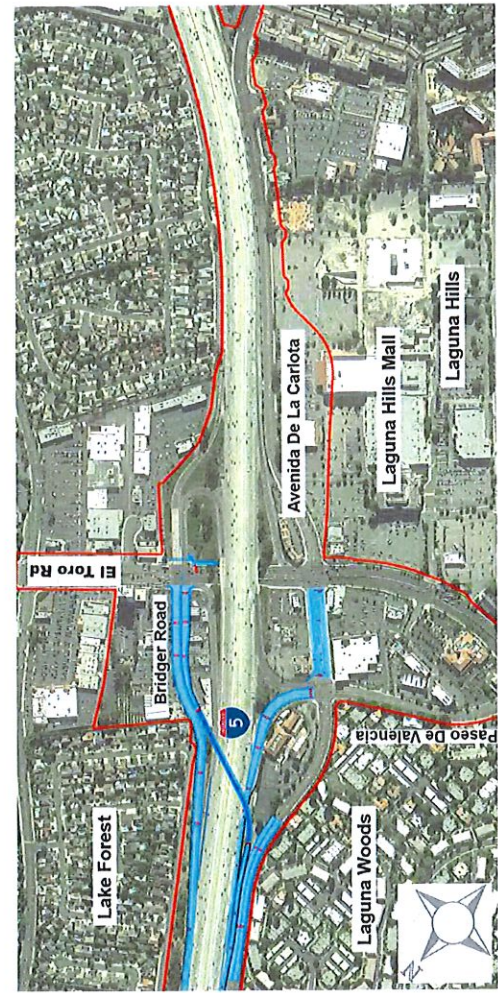 Lake Forest
El Toro Rd
Bridger Road
5
Avenida De La Carlota
Laguna Hills Mall
Laguna Hills
Paseo De Valencia
Laguna Woods
N